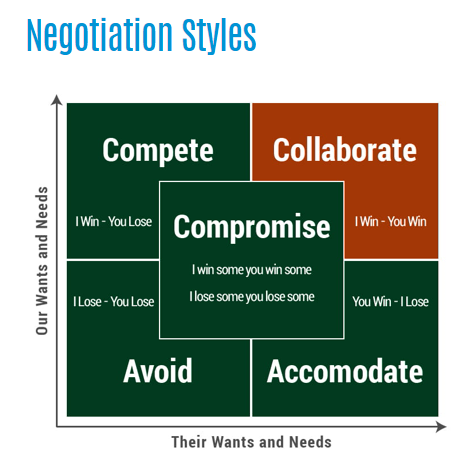 Negotiation Styles
Our Wants and Needs
Compete
Collaborate
I Win - You Lose
I Win - You Win
Compromise
I win some you win some
I lose some you lose some
I Lose - You Lose
You Win - I Lose
Avoid
Accomodate
Their Wants and Needs